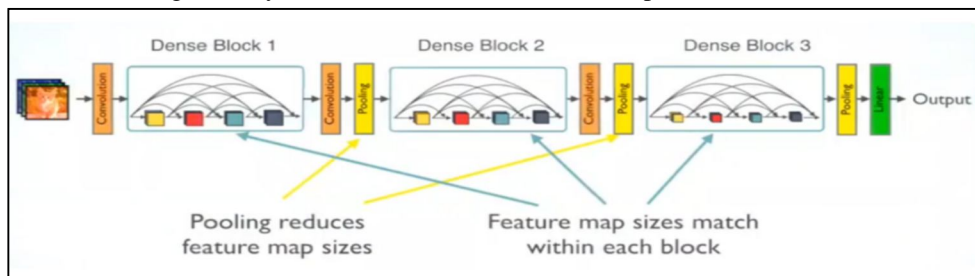 Dense Block 1
Dense Block 2
Dense Block 3
Convolution
Convolution
Pooling
Convolution
Pooling
Pooling
Linear
Output
Pooling reduces
feature map sizes
Feature map sizes match
within each block